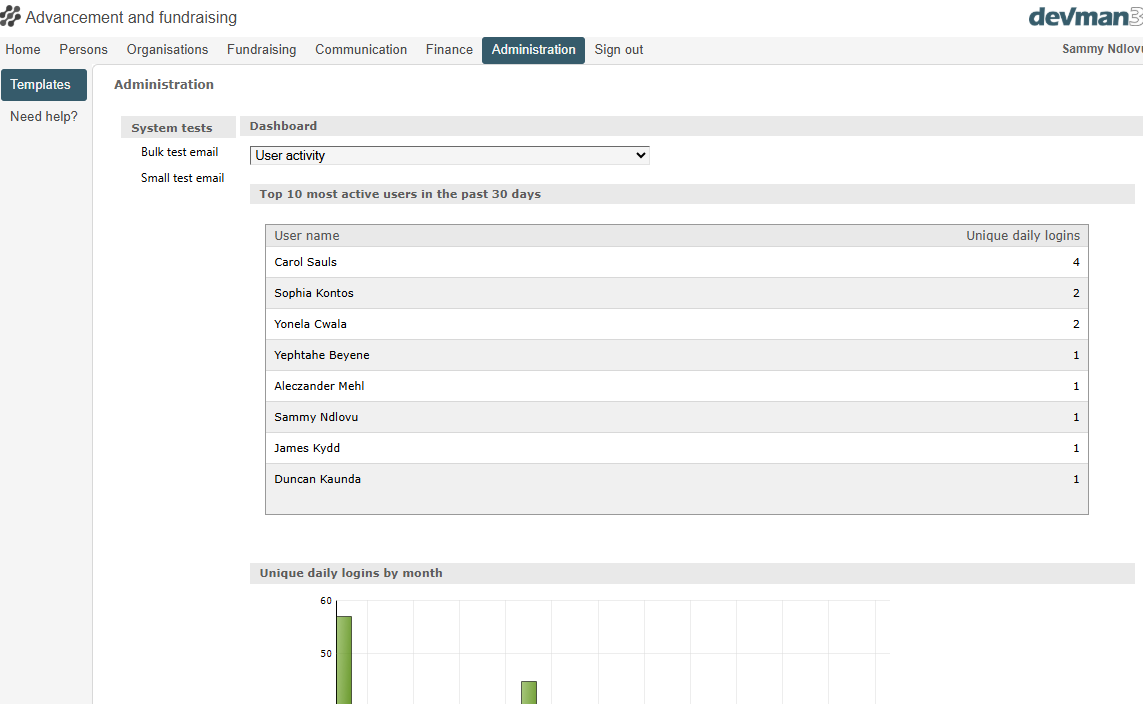 Advancement and fundraising
devman3
Home Persons Organisations Fundraising Communication Finance Administration Sign out
Sammy Ndlovu
Templates
Need help?
Administration
System tests
Bulk test email
Small test email
Dashboard
User activity
Top 10 most active users in the past 30 days
User name Unique daily logins
Carol Sauls 4
Sophia Kontos 2
Yonela Cwala 2
Yephtahe Beyene 1
Aleczander Mehl 1
Sammy Ndlovu 1
James Kydd 1
Duncan Kaunda 1
Unique daily logins by month
60
50